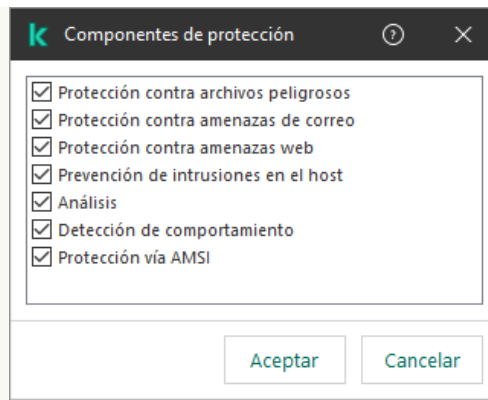 Componentes de protección
Protección contra archivos peligrosos
Protección contra amenazas de correo
Protección contra amenazas web
Prevención de intrusiones en el host
Análisis
Detección de comportamiento
Protección vía AMSI
Aceptar
Cancelar